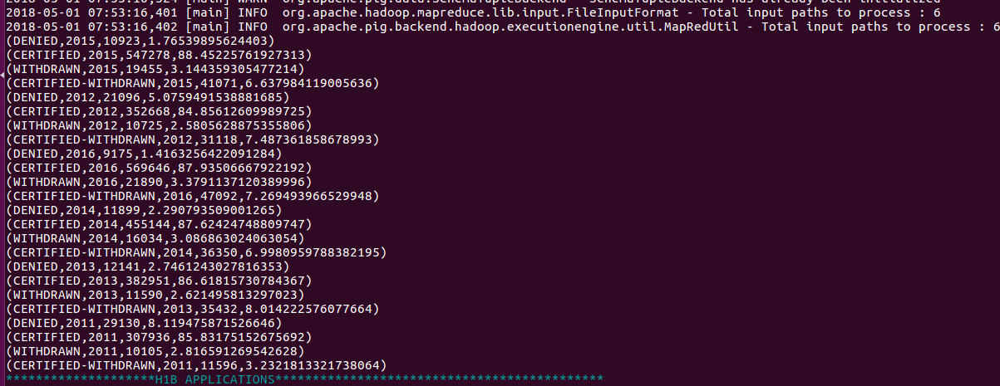 2018-05-01 07:53:16,401 [main] INFO  org.apache.hadoop.mapreduce.lib.input.FileInputFormat - Total input paths to process : 6
2018-05-01 07:53:16,402 [main] INFO  org.apache.pig.backend.hadoop.executionengine.util.MapRedUtil - Total input paths to process : 6
(DENIED,2015,10923,1.76539895624403)
(CERTIFIED,2015,547278,88.45225761927313)
(WITHDRAWN,2015,19455,3.144359305477214)
(CERTIFIED-WITHDRAWN,2015,41071,6.637984119005636)
(DENIED,2012,21096,5.0759491538881685)
(CERTIFIED,2012,352668,84.85612609989725)
(WITHDRAWN,2012,10725,2.5805628875355806)
(CERTIFIED-WITHDRAWN,2012,31118,7.487361858678993)
(DENIED,2016,9175,1.4163256422091284)
(CERTIFIED,2016,569646,87.93506667922192)
(WITHDRAWN,2016,21890,3.3791137120389996)
(CERTIFIED-WITHDRAWN,2016,47092,7.269493966529948)
(DENIED,2014,11899,2.290793509001265)
(CERTIFIED,2014,455144,87.62424748809747)
(WITHDRAWN,2014,16034,3.086863024063054)
(CERTIFIED-WITHDRAWN,2014,36350,6.9980959788382195)
(DENIED,2013,12141,2.7461243027816353)
(CERTIFIED,2013,382951,86.61815730784367)
(WITHDRAWN,2013,11590,2.621495813297023)
(CERTIFIED-WITHDRAWN,2013,35432,8.014222576077664)
(DENIED,2011,29130,8.119475871526646)
(CERTIFIED,2011,307936,85.83175152675692)
(WITHDRAWN,2011,10105,2.816591269542628)
(CERTIFIED-WITHDRAWN,2011,11596,3.2321813321738064)
********************H1B APPLICATIONS********************************************